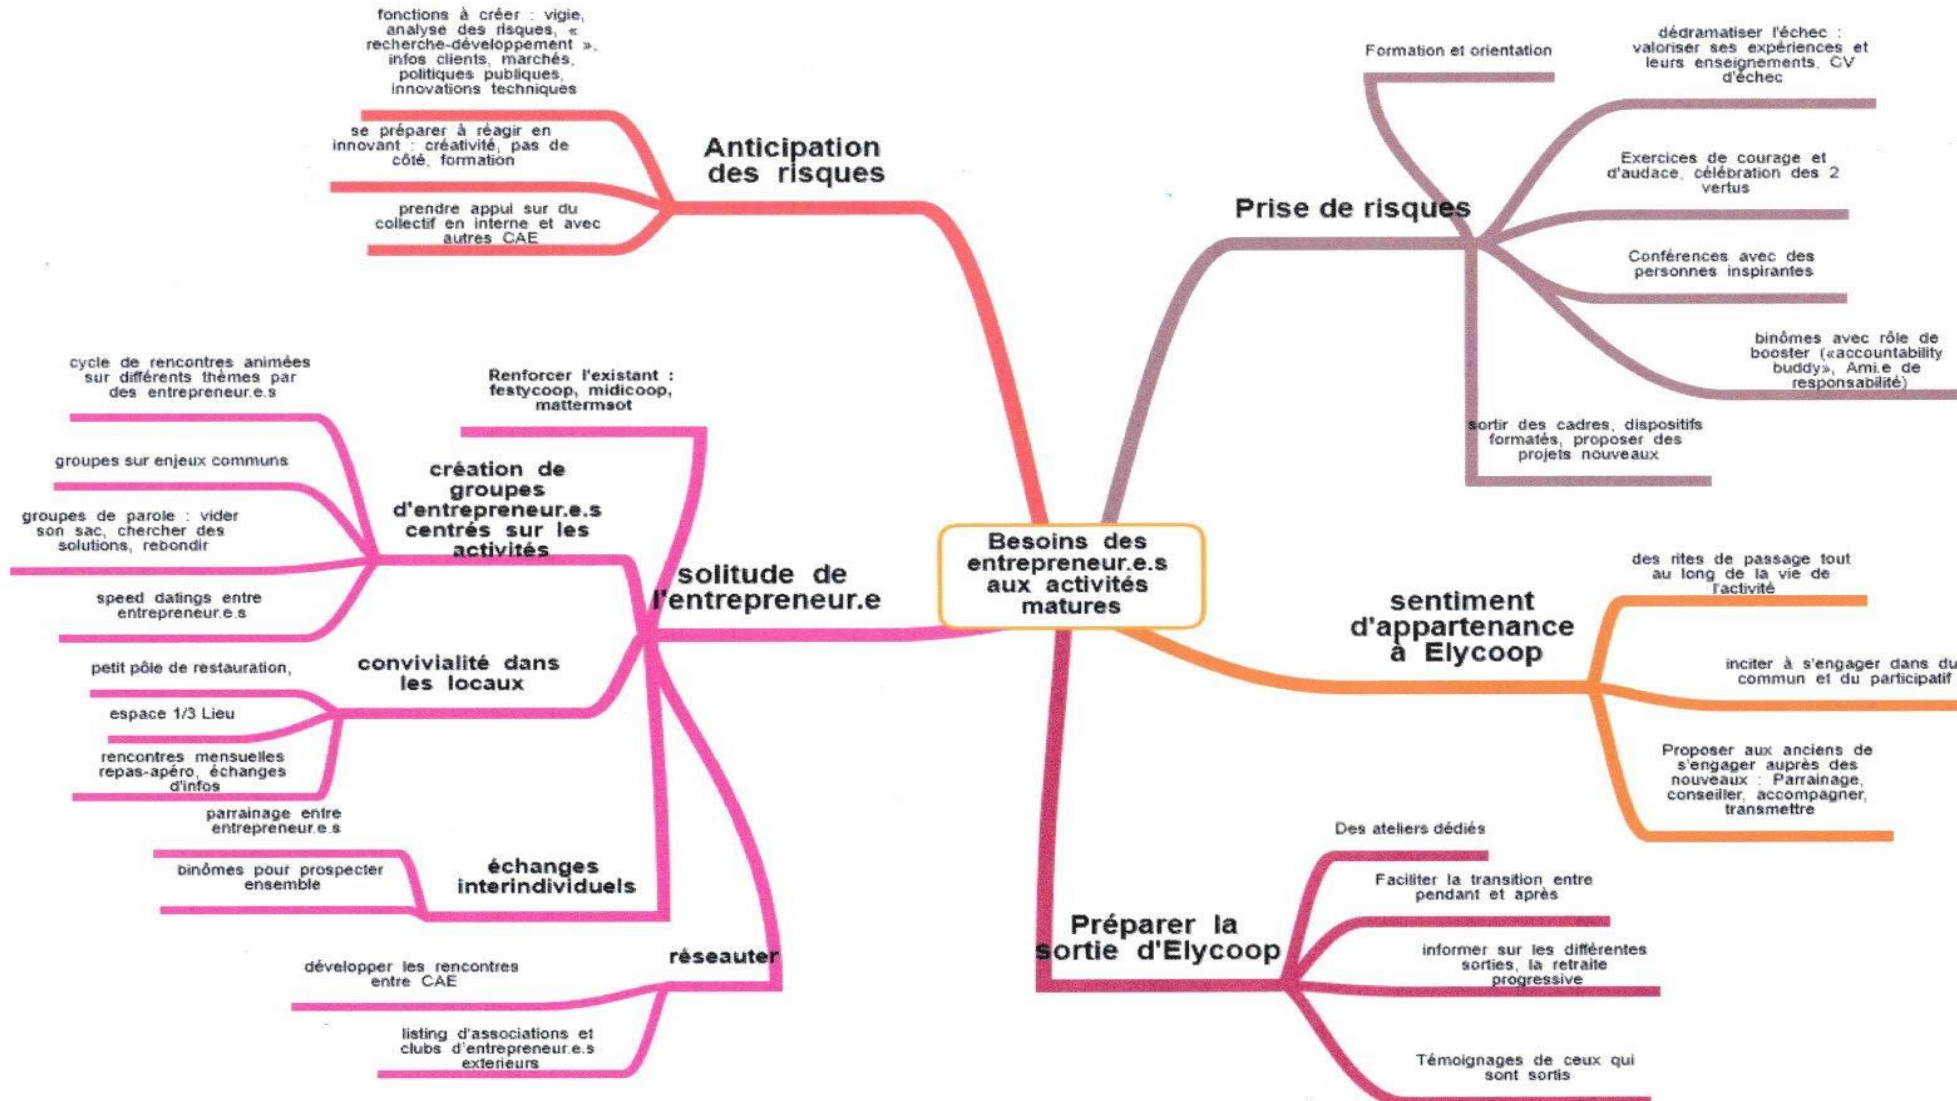 fonctions à créer : vigie,
analyse des risques, «
recherche-développement »,
infos clients, marchés,
politiques publiques,
innovations techniques
se préparer à réagir en
innovant : créativité, pas de
côté, formation
prendre appui sur du
collectif en interne et avec
autres CAE
Anticipation
des risques
Formation et orientation
dédramatiser l'échec :
valoriser ses expériences et
leurs enseignements, CV
d'échec
Exercices de courage et
d'audace, célébration des 2
vertus
Prise de risques
Conférences avec des
personnes inspirantes
binômes avec rôle de
booster («accountability
buddy», Ami.e de
responsabilité)
sortir des cadres, dispositifs
formatés, proposer des
projets nouveaux
cycle de rencontres animées
sur différents thèmes par
des entrepreneur.e.s
groupes sur enjeux communs
groupes de parole : vider
son sac, chercher des
solutions, rebondir
speed datings entre
entrepreneur.e.s
Renforcer l'existant :
festycoop, midicoop,
mattermsot
création de
groupes
d'entrepreneur.e.s
centrés sur les
activités
solitude de
l'entrepreneur.e
Besoins des
entrepreneur.e.s
aux activités
matures
petit pôle de restauration,
espace 1/3 Lieu
rencontres mensuelles
repas-apéro, échanges
d'infos
convivialité dans
les locaux
parrainage entre
entrepreneur.e.s
binômes pour prospecter
ensemble
échanges
interindividuels
réseauter
développer les rencontres
entre CAE
listing d'associations et
clubs d'entrepreneur.e.s
exterieurs
sentiment
d'appartenance
à Elycoop
des rites de passage tout
au long de la vie de
l'activité
inciter à s'engager dans du
commun et du participatif
Proposer aux anciens de
s'engager auprès des
nouveaux : Parrainage,
conseiller, accompagner,
transmettre
Préparer la
sortie d'Elycoop
Des ateliers dédiés
Faciliter la transition entre
pendant et après
informer sur les différentes
sorties, la retraite
progressive
Témoignages de ceux qui
sont sortis